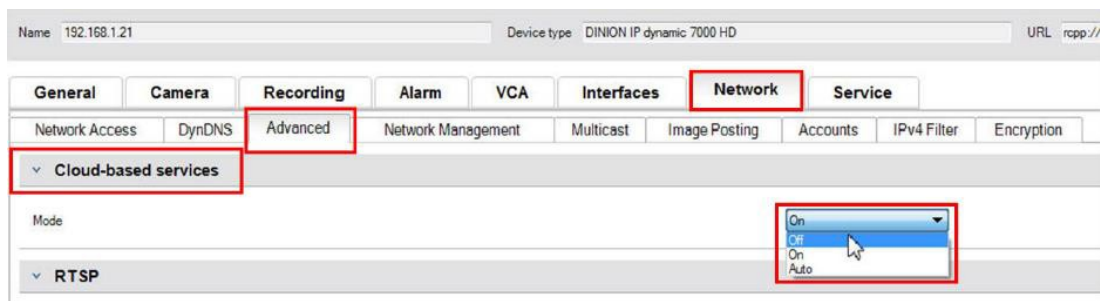 Name 192.168.1.21 Device type DINION IP dynamic 7000 HD URL rcpp://
General Camera Recording Alarm VCA Interfaces Network Service
Network Access DynDNS Advanced Network Management Multicast Image Posting Accounts IPv4 Filter Encryption
Cloud-based services
Mode On
Off
On
Auto
RTSP